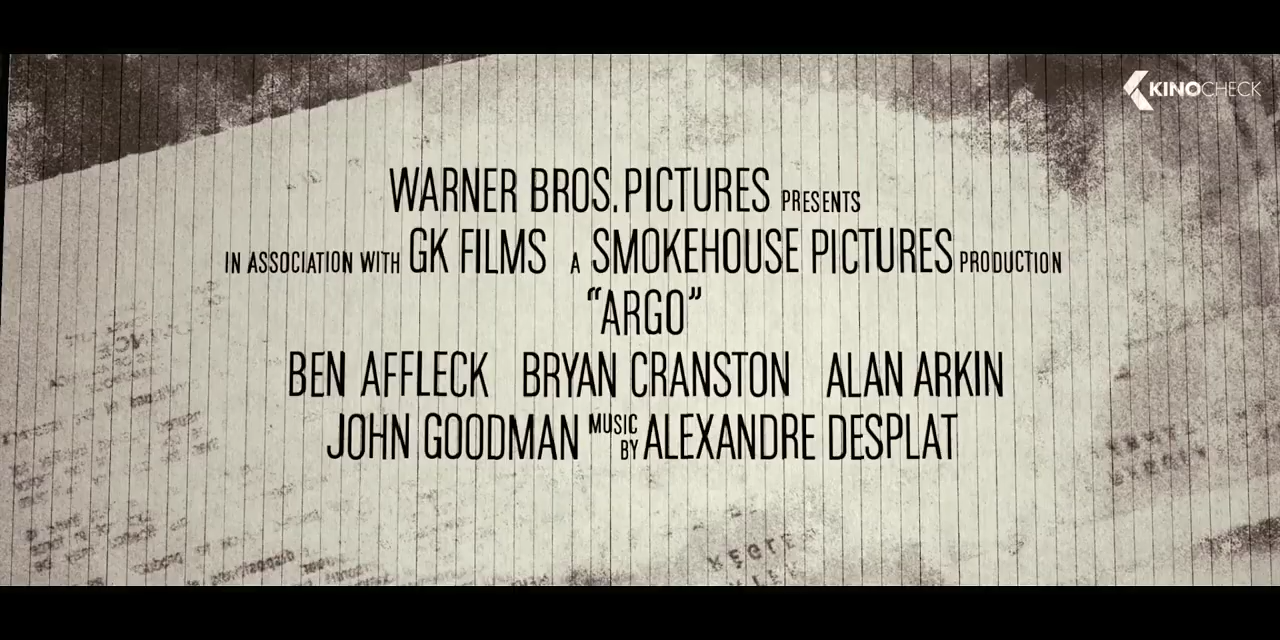 KINOCHECK
WARNER BROS. PICTURES PRESENTS
IN ASSOCIATION WITH GK FILMS A SMOKEHOUSE PICTURES PRODUCTION
"ARGO"
BEN AFFLECK BRYAN CRANSTON ALAN ARKIN
JOHN GOODMAN MUSIC BY ALEXANDRE DESPLAT